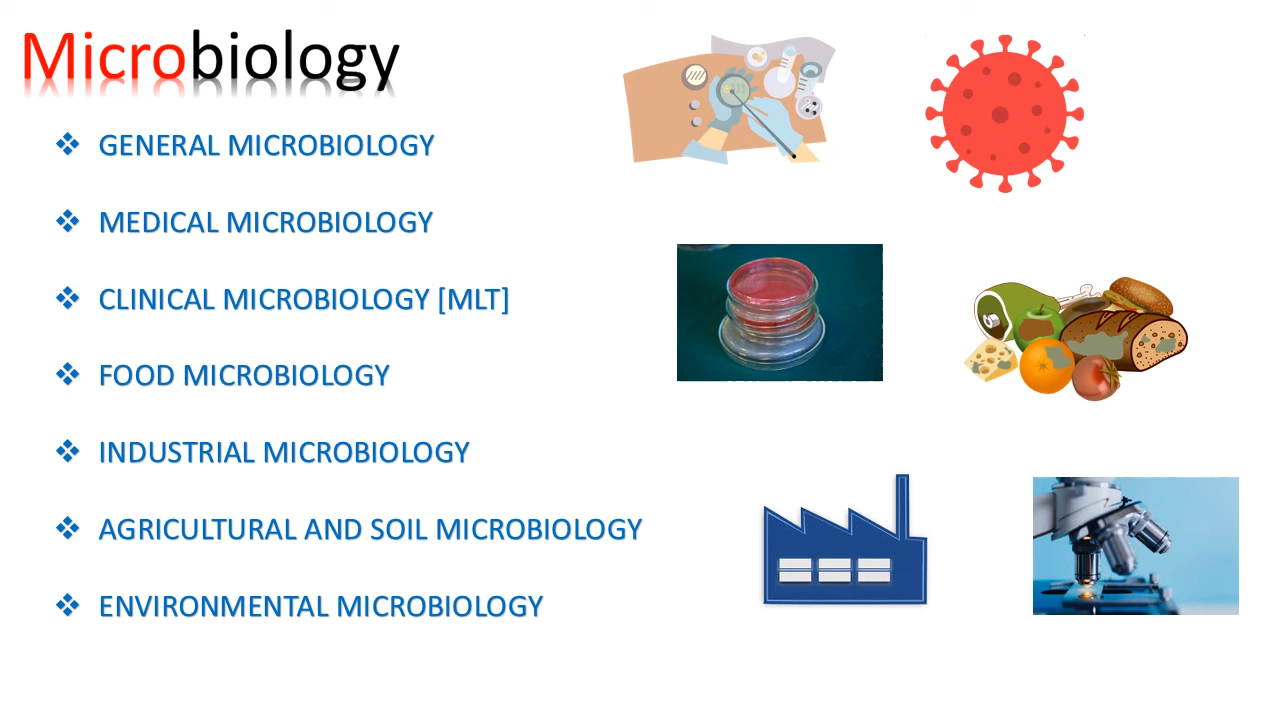 Microbiology
❖ GENERAL MICROBIOLOGY
❖ MEDICAL MICROBIOLOGY
❖ CLINICAL MICROBIOLOGY [MLT]
❖ FOOD MICROBIOLOGY
❖ INDUSTRIAL MICROBIOLOGY
❖ AGRICULTURAL AND SOIL MICROBIOLOGY
❖ ENVIRONMENTAL MICROBIOLOGY